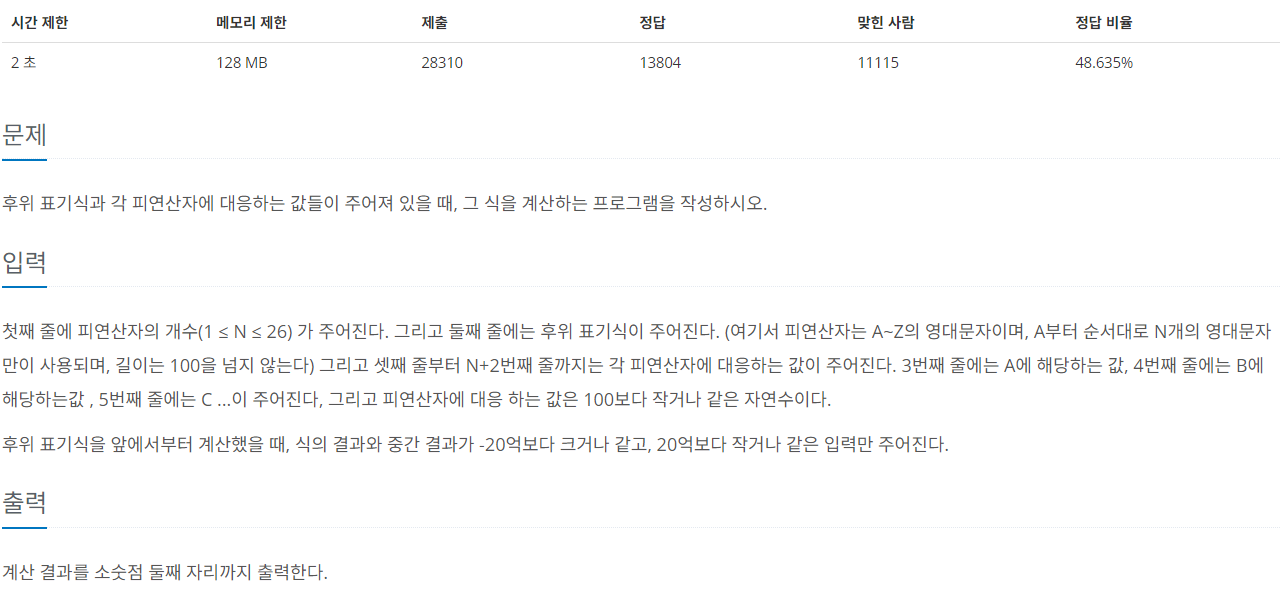 시간 제한 메모리 제한 제출 정답 맞힌 사람 정답 비율
2 초 128 MB 28310 13804 11115 48.635%
문제
후위 표기식과 각 피연산자에 대응하는 값들이 주어져 있을 때, 그 식을 계산하는 프로그램을 작성하시오.
입력
첫째 줄에 피연산자의 개수(1 ≤ N ≤ 26) 가 주어진다. 그리고 둘째 줄에는 후위 표기식이 주어진다. (여기서 피연산자는 A~Z의 영대문자이며, A부터 순서대로 N개의 영대문자
만이 사용되며, 길이는 100을 넘지 않는다) 그리고 셋째 줄부터 N+2번째 줄까지는 각 피연산자에 대응하는 값이 주어진다. 3번째 줄에는 A에 해당하는 값, 4번째 줄에는 B에
해당하는값 , 5번째 줄에는 C ...이 주어진다, 그리고 피연산자에 대응 하는 값은 100보다 작거나 같은 자연수이다.
후위 표기식을 앞에서부터 계산했을 때, 식의 결과와 중간 결과가 -20억보다 크거나 같고, 20억보다 작거나 같은 입력만 주어진다.
출력
계산 결과를 소숫점 둘째 자리까지 출력한다.